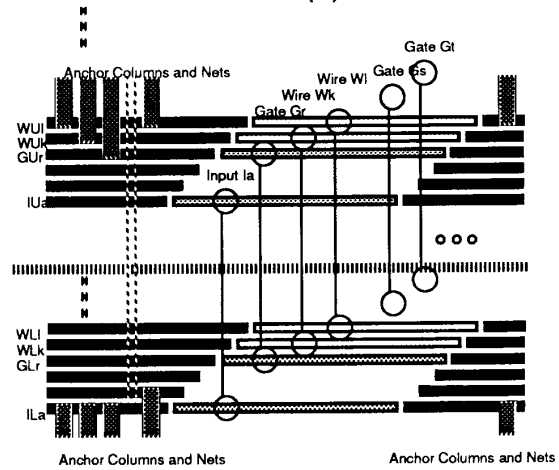 Gate Gt
Anchor Columns and Nets
Gate Gs
Wire Wl
Wire Wk
Gate Gr
WUl
WUk
GUr
Input Ia
IUa
WLl
WLk
GLr
ILa
Anchor Columns and Nets
Anchor Columns and Nets